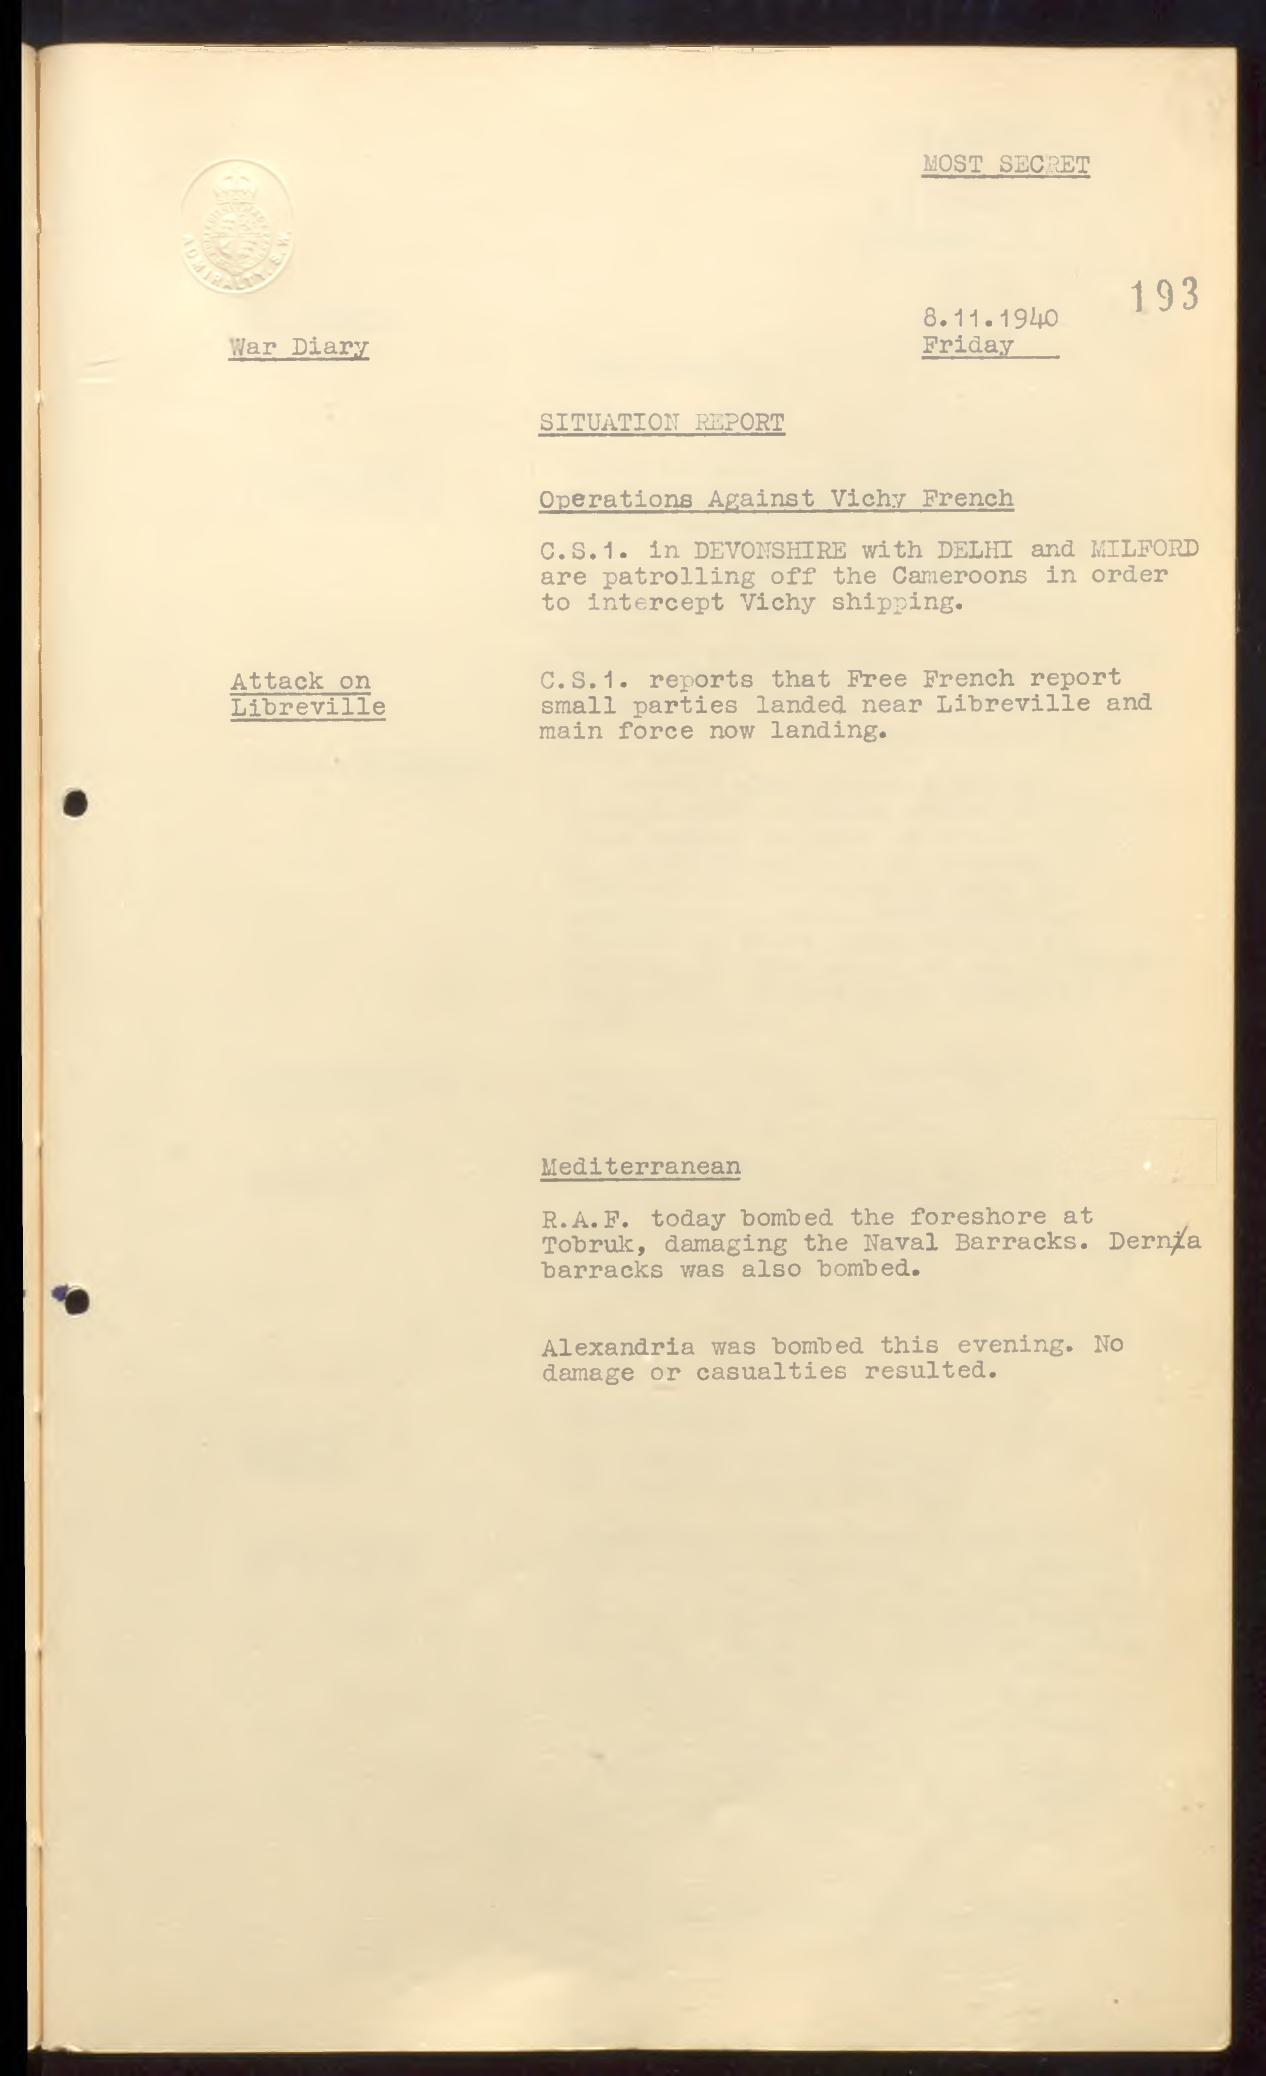 MOST SECRET
ADMIRALTY. S.W.
193
8.11.1940
War Diary
Friday
SITUATION REPORT
Operations Against Vichy French
C.S.1. in DEVONSHIRE with DELHI and MILFORD
are patrolling off the Cameroons in order
to intercept Vichy shipping.
Attack on
Libreville
C.S.1. reports that Free French report
small parties landed near Libreville and
main force now landing.
Mediterranean
R.A.F. today bombed the foreshore at
Tobruk, damaging the Naval Barracks. Dernia
barracks was also bombed.
Alexandria was bombed this evening. No
damage or casualties resulted.